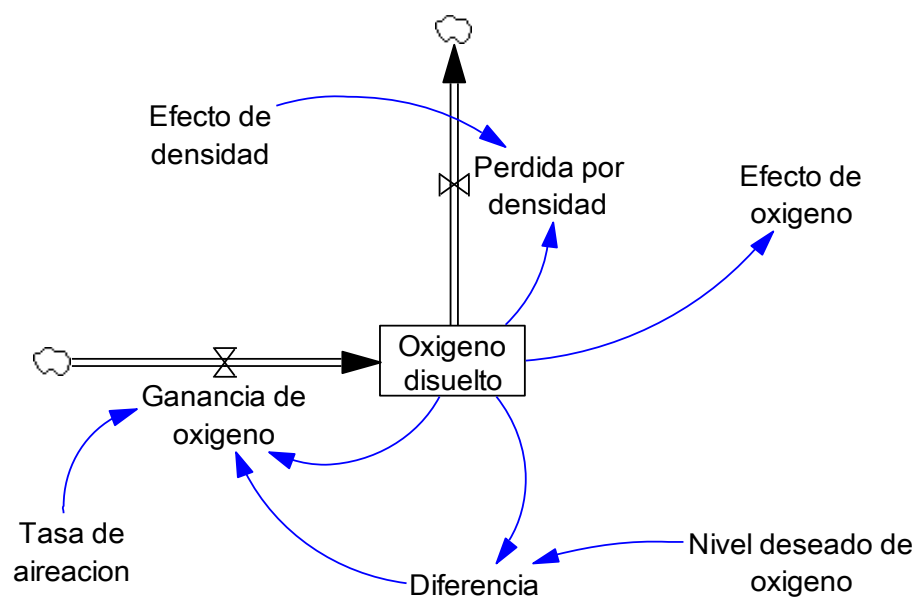 Efecto de
densidad
Perdida por
densidad
Efecto de
oxigeno
Oxigeno
disuelto
Ganancia de
oxigeno
Tasa de
aireacion
Diferencia
Nivel deseado de
oxigeno